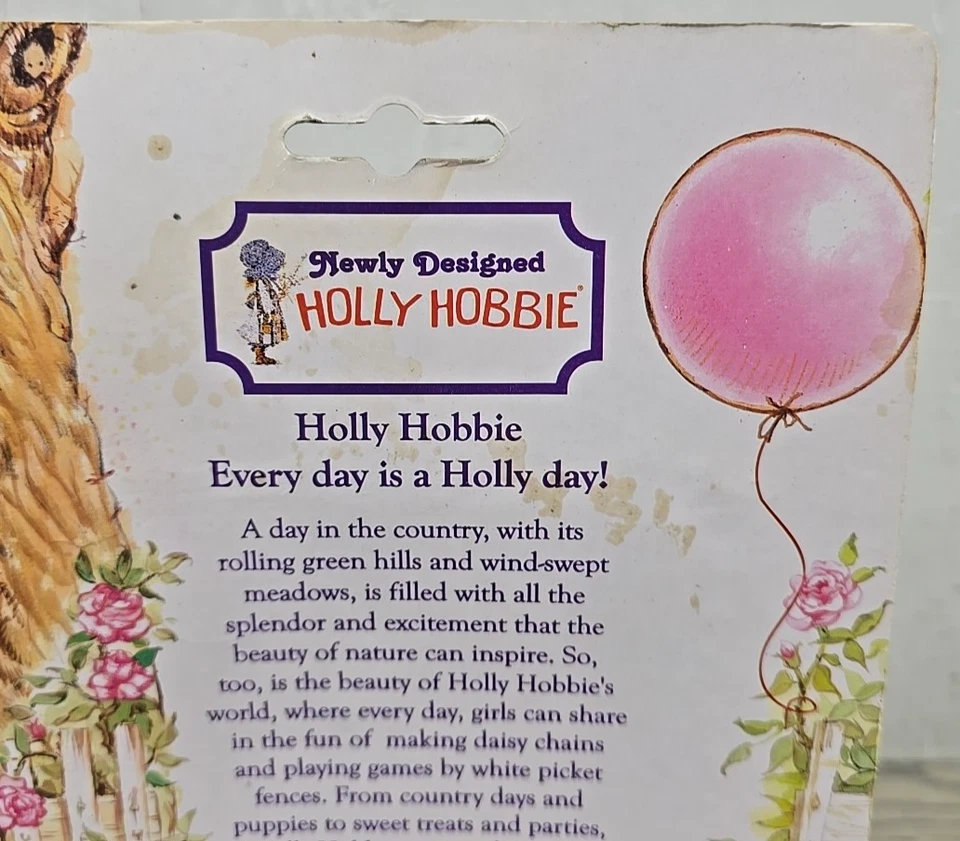 Newly Designed
HOLLY HOBBIE®
Holly Hobbie
Every day is a Holly day!
A day in the country, with its
rolling green hills and wind-swept
meadows, is filled with all the
splendor and excitement that the
beauty of nature can inspire. So,
too, is the beauty of Holly Hobbie's
world, where every day, girls can share
in the fun of making daisy chains
and playing games by white picket
fences. From country days and
puppies to sweet treats and parties,